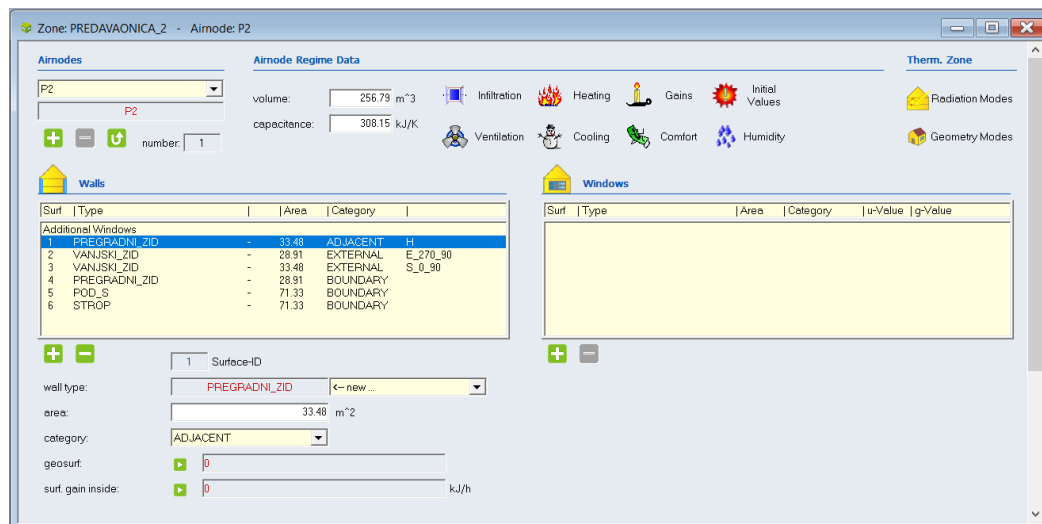 Zone: PREDAVAONICA_2 - Airnode: P2
Airnodes
Airnode Regime Data
Therm. Zone
P2
P2
number: 1
volume: 256.79 m^3
capacitance: 308.15 kJ/K
Infiltration
Heating
Gains
Initial Values
Ventilation
Cooling
Comfort
Humidity
Radiation Modes
Geometry Modes
Walls
Surf |Type | |Area |Category |
Additional Windows
1 PREGRADNI_ZID - 33.48 ADJACENT H
2 VANJSKI_ZID - 28.91 EXTERNAL E_270_90
3 VANJSKI_ZID - 33.48 EXTERNAL S_0_90
4 PREGRADNI_ZID - 28.91 BOUNDARY
5 POD_S - 71.33 BOUNDARY
6 STROP - 71.33 BOUNDARY
Windows
Surf |Type |Area |Category |u-Value |g-Value
1 Surface-ID
wall type: PREGRADNI_ZID <-- new ...
area: 33.48 m^2
category: ADJACENT
geosurf: 0
surf. gain inside: 0 kJ/h